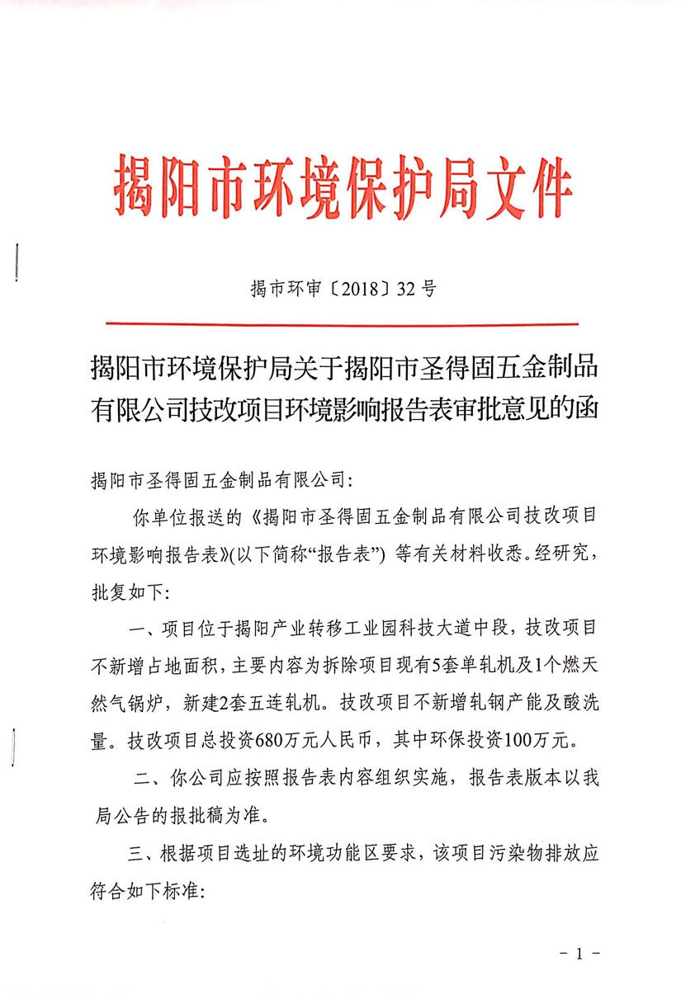 揭阳市环境保护局文件
揭市环审〔2018〕32 号
揭阳市环境保护局关于揭阳市圣得固五金制品
有限公司技改项目环境影响报告表审批意见的函
揭阳市圣得固五金制品有限公司：
你单位报送的《揭阳市圣得固五金制品有限公司技改项目
环境影响报告表》(以下简称“报告表”) 等有关材料收悉。经研究，
批复如下：
一、项目位于揭阳产业转移工业园科技大道中段，技改项目
不新增占地面积，主要内容为拆除项目现有5套单轧机及1个燃天
然气锅炉，新建2套五连轧机。技改项目不新增轧钢产能及酸洗
量。技改项目总投资680万元人民币，其中环保投资100万元。
二、你公司应按照报告表内容组织实施，报告表版本以我
局公告的报批稿为准。
三、根据项目选址的环境功能区要求，该项目污染物排放应
符合如下标准：
- 1 -